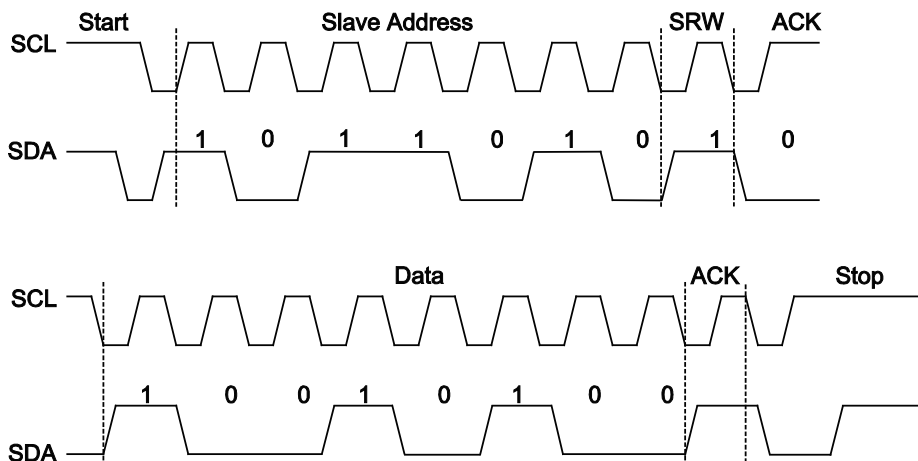 Start Slave Address SRW ACK
SCL
SDA 1 0 1 1 0 1 0 1 0
Data ACK Stop
SCL
1 0 0 1 0 1 0 0
SDA